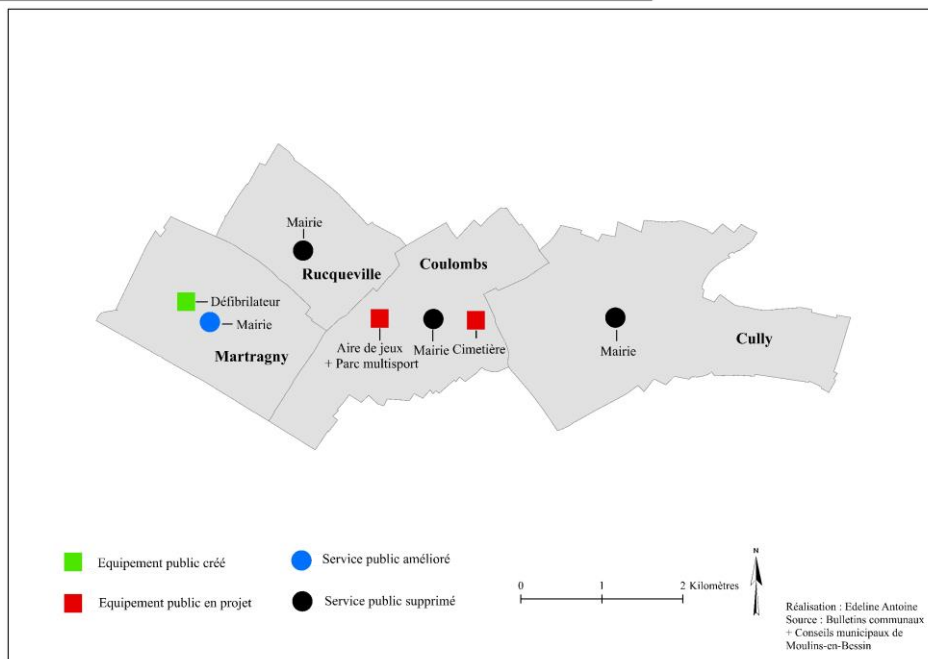 Mairie
Rucqueville
Coulombs
Défibrilateur
Mairie
Martragny
Aire de jeux
+ Parc multisport
Mairie
Cimetière
Mairie
Cully
Equipement public créé
Service public amélioré
Equipement public en projet
Service public supprimé
0 1 2 Kilomètres
N
Réalisation : Edeline Antoine
Source : Bulletins communaux
+ Conseils municipaux de
Moulins-en-Bessin